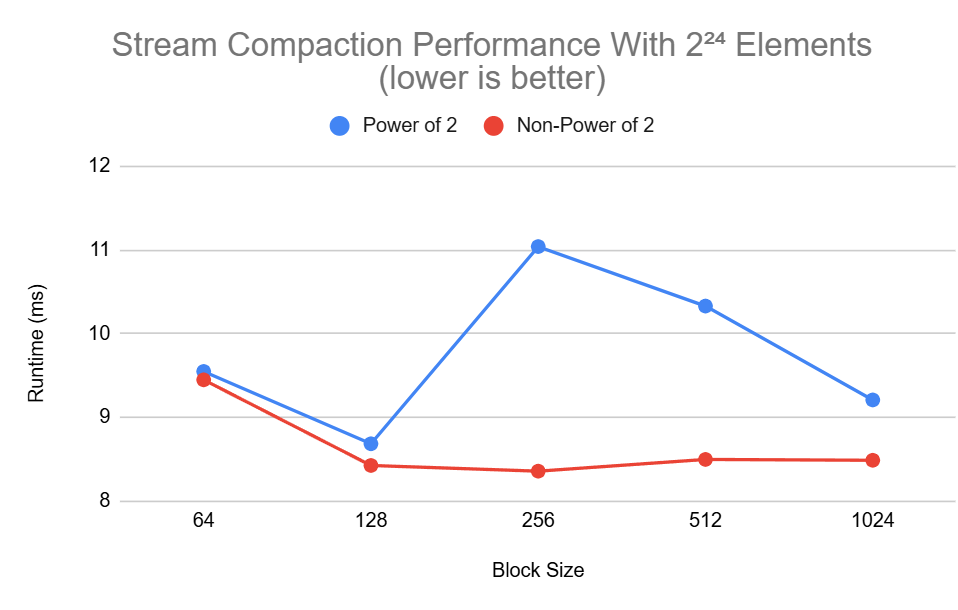 Stream Compaction Performance With 2²⁴ Elements
(lower is better)
Power of 2 Non-Power of 2
12
11
10
9
8
Runtime (ms)
64 128 256 512 1024
Block Size